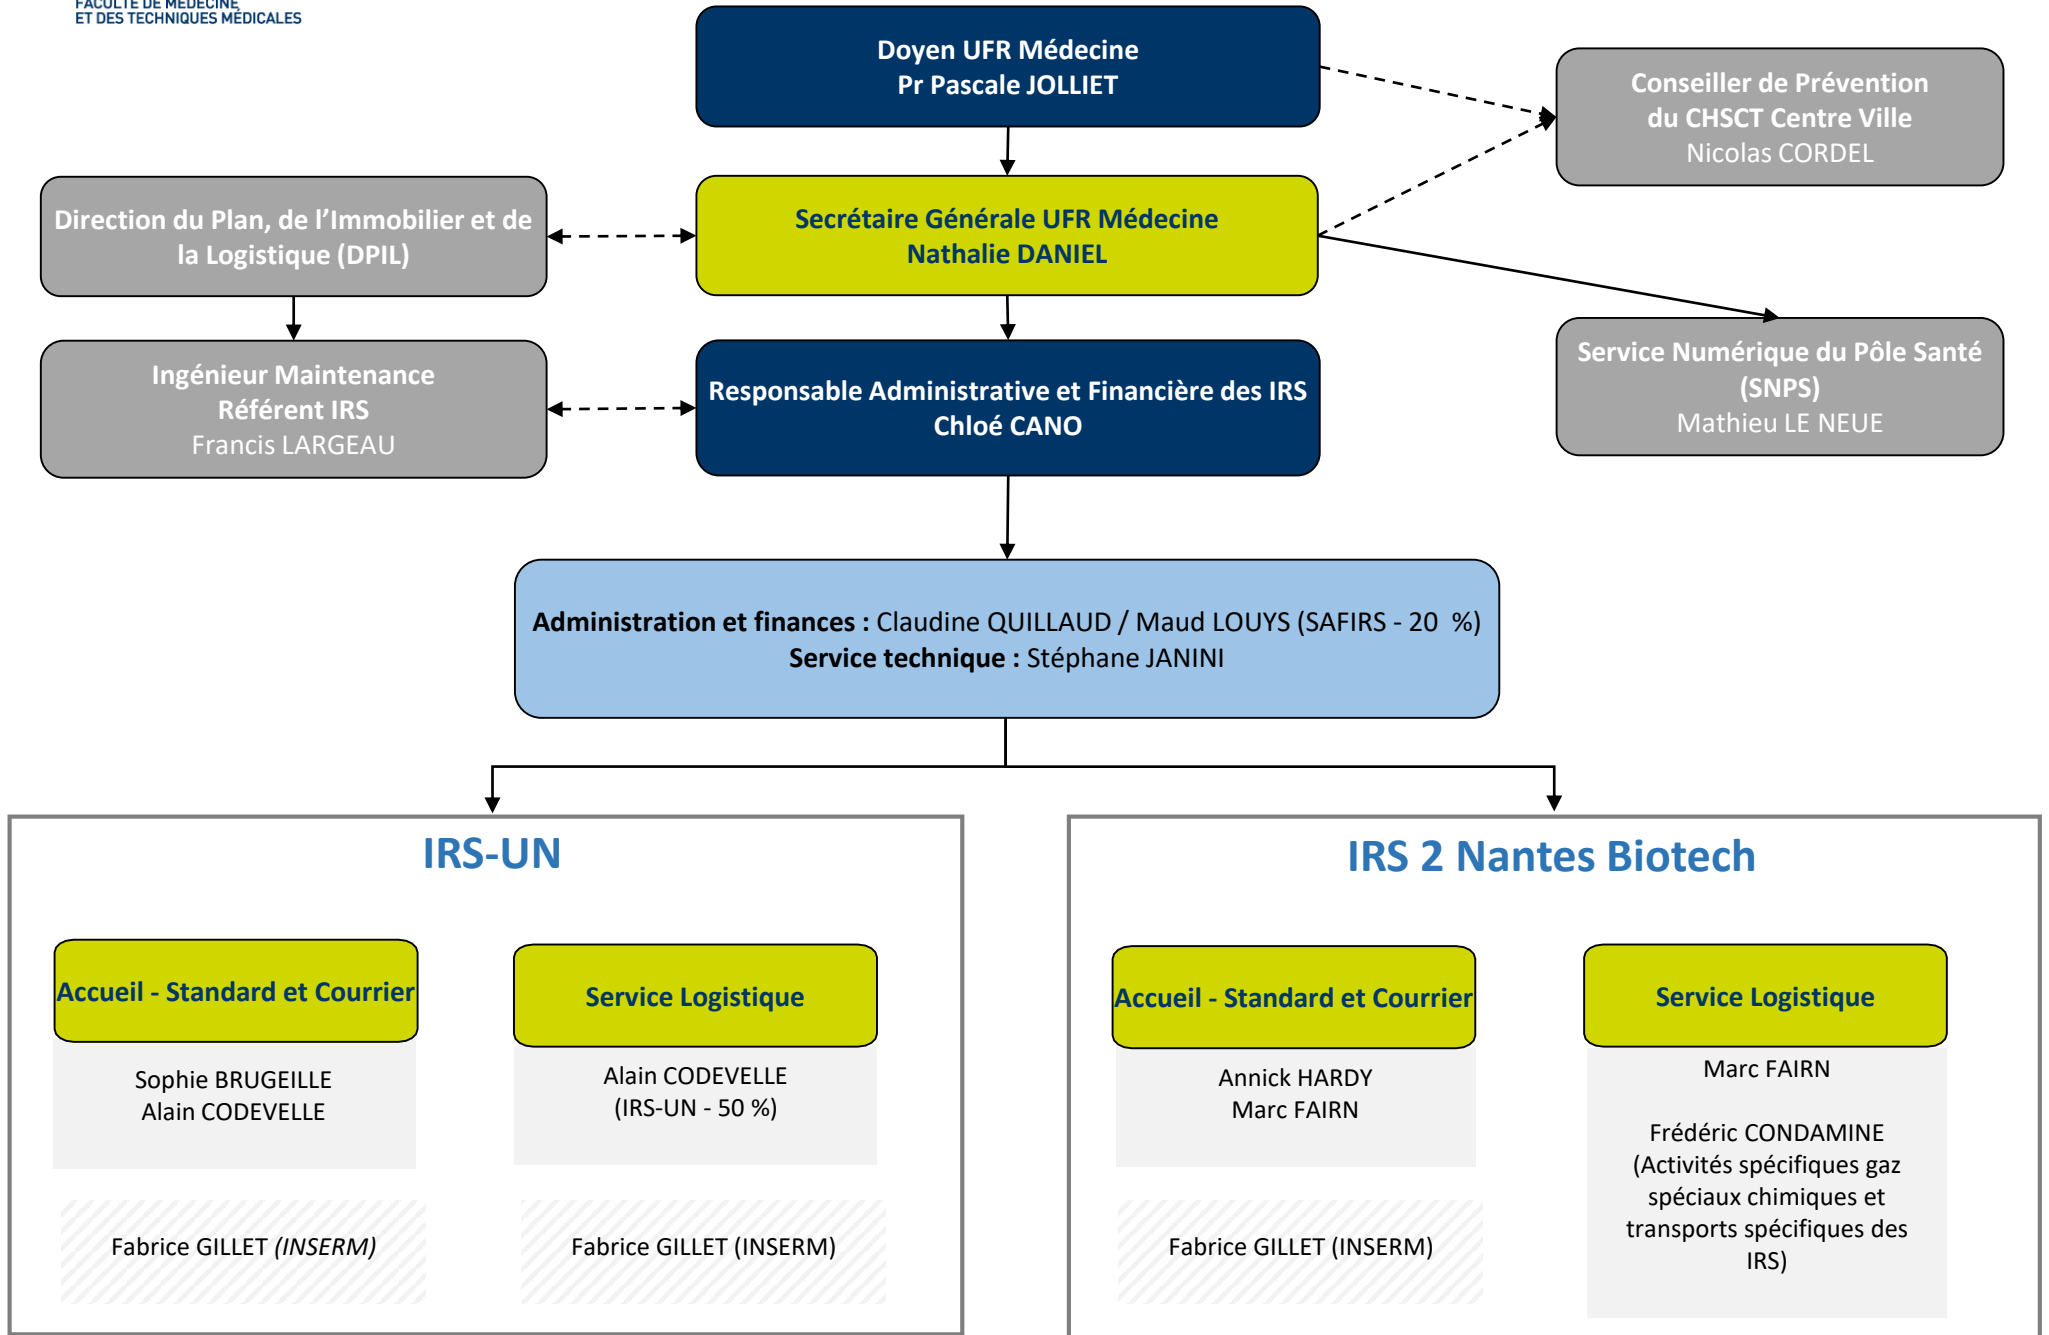 FACULTÉ DE MÉDECINE
ET DES TECHNIQUES MÉDICALES
Doyen UFR Médecine
Pr Pascale JOLLIET
Conseiller de Prévention
du CHSCT Centre Ville
Nicolas CORDEL
Direction du Plan, de l’Immobilier et de
la Logistique (DPIL)
Secrétaire Générale UFR Médecine
Nathalie DANIEL
Ingénieur Maintenance
Référent IRS
Francis LARGEAU
Responsable Administrative et Financière des IRS
Chloé CANO
Service Numérique du Pôle Santé
(SNPS)
Mathieu LE NEUE
Administration et finances : Claudine QUILLAUD / Maud LOUYS (SAFIRS - 20 %)
Service technique : Stéphane JANINI
IRS-UN
Accueil - Standard et Courrier
Sophie BRUGEILLE
Alain CODEVELLE
Fabrice GILLET (INSERM)
Service Logistique
Alain CODEVELLE
(IRS-UN - 50 %)
Fabrice GILLET (INSERM)
IRS 2 Nantes Biotech
Accueil - Standard et Courrier
Annick HARDY
Marc FAIRN
Fabrice GILLET (INSERM)
Service Logistique
Marc FAIRN
Frédéric CONDAMINE
(Activités spécifiques gaz
spéciaux chimiques et
transports spécifiques des
IRS)